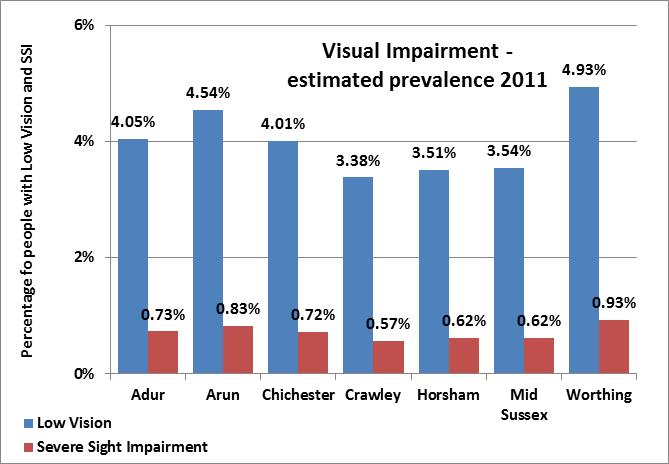 Visual Impairment -
estimated prevalence 2011
Percentage fo people with Low Vision and SSI
6%
4%
2%
0%
4.05%
4.54%
4.01%
3.38%
3.51%
3.54%
4.93%
0.73%
0.83%
0.72%
0.57%
0.62%
0.62%
0.93%
Adur
Arun
Chichester
Crawley
Horsham
Mid
Sussex
Worthing
Low Vision
Severe Sight Impairment